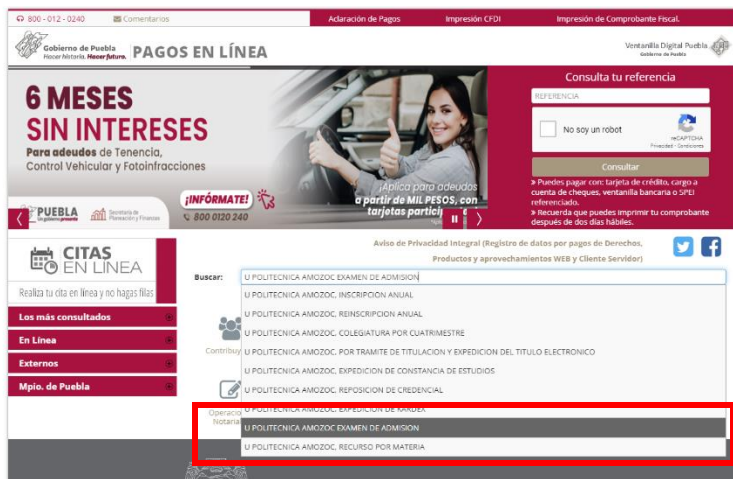 800 - 012 - 0240
Comentarios
Aclaración de Pagos
Impresión CFDI
Impresión de Comprobante Fiscal.
Gobierno de Puebla
Hacer historia. Hacer futuro.
PAGOS EN LÍNEA
Ventanilla Digital Puebla
Gobierno de Puebla
6 MESES
SIN INTERESES
Para adeudos de Tenencia,
Control Vehicular y Fotoinfracciones
¡INFÓRMATE!
800 0120 240
¡Aplica para adeudos
a partir de MIL PESOS, con
PUEBLA
Un gobierno presente
Secretaría de
Planeación y Finanzas
Consulta tu referencia
REFERENCIA
No soy un robot
reCAPTCHA
Privacidad - Condiciones
Consultar
» Puedes pagar con: tarjeta de crédito, cargo a
cuenta de cheques, ventanilla bancaria o SPEI
referenciado.
» Recuerda que puedes imprimir tu comprobante
después de dos días hábiles.
CITAS
EN LÍNEA
Realiza tu cita en línea y no hagas filas
Los más consultados
En Línea
Externos
Mpio. de Puebla
Aviso de Privacidad Integral (Registro de datos por pagos de Derechos,
Productos y aprovechamientos WEB y Cliente Servidor)
Buscar:
U POLITECNICA AMOZOC EXAMEN DE ADMISION
U POLITECNICA AMOZOC, INSCRIPCION ANUAL
U POLITECNICA AMOZOC, REINSCRIPCION ANUAL
U POLITECNICA AMOZOC. COLEGIATURA POR CUATRIMESTRE
U POLITECNICA AMOZOC. POR TRAMITE DE TITULACION Y EXPEDICION DEL TITULO ELECTRONICO
U POLITECNICA AMOZOC, EXPEDICION DE CONSTANCIA DE ESTUDIOS
U POLITECNICA AMOZOC, REPOSICION DE CREDENCIAL
U POLITECNICA AMOZOC. EXPEDICION DE KARDEX
U POLITECNICA AMOZOC EXAMEN DE ADMISION
U POLITECNICA AMOZOC, RECURSO POR MATERIA